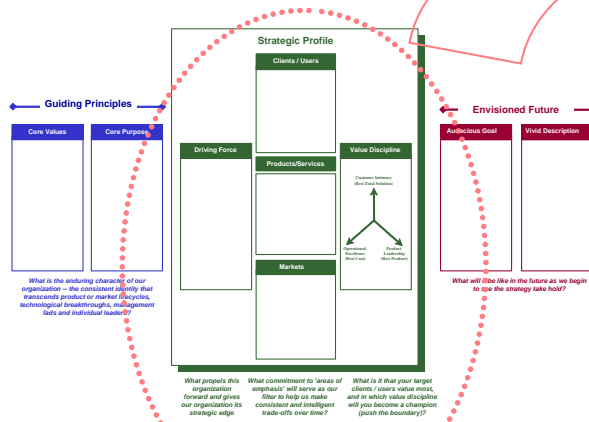 Strategic Profile
Clients / Users
Guiding Principles
Envisioned Future
Core Values
Core Purpose
Audacious Goal
Vivid Description
Driving Force
Products/Services
Value Discipline
Customer Intimacy
(Best Total Solution)
Operational
Excellence
(Best Cost)
Product
Leadership
(Best Product)
Markets
What is the enduring character of our
organization -- the consistent identity that
transcends product or market lifecycles,
technological breakthroughs, management
fads and individual leaders?
What will be like in the future as we begin
to see the strategy take hold?
What propels this
organization
forward and gives
our organization its
strategic edge
What commitment to 'areas of
emphasis' will serve as our
filter to help us make
consistent and intelligent
trade-offs over time?
What is it that your target
clients / users value most,
and in which value discipline
will you become a champion
(push the boundary)?